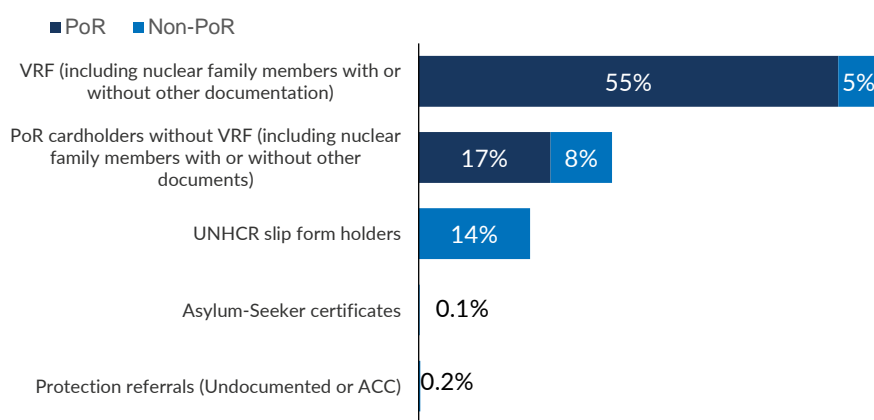 PoR Non-PoR
VRF (including nuclear family members with or
without other documentation)
55% 5%
PoR cardholders without VRF (including nuclear
family members with or without other
documents)
17% 8%
UNHCR slip form holders
14%
Asylum-Seeker certificates
0.1%
Protection referrals (Undocumented or ACC)
0.2%